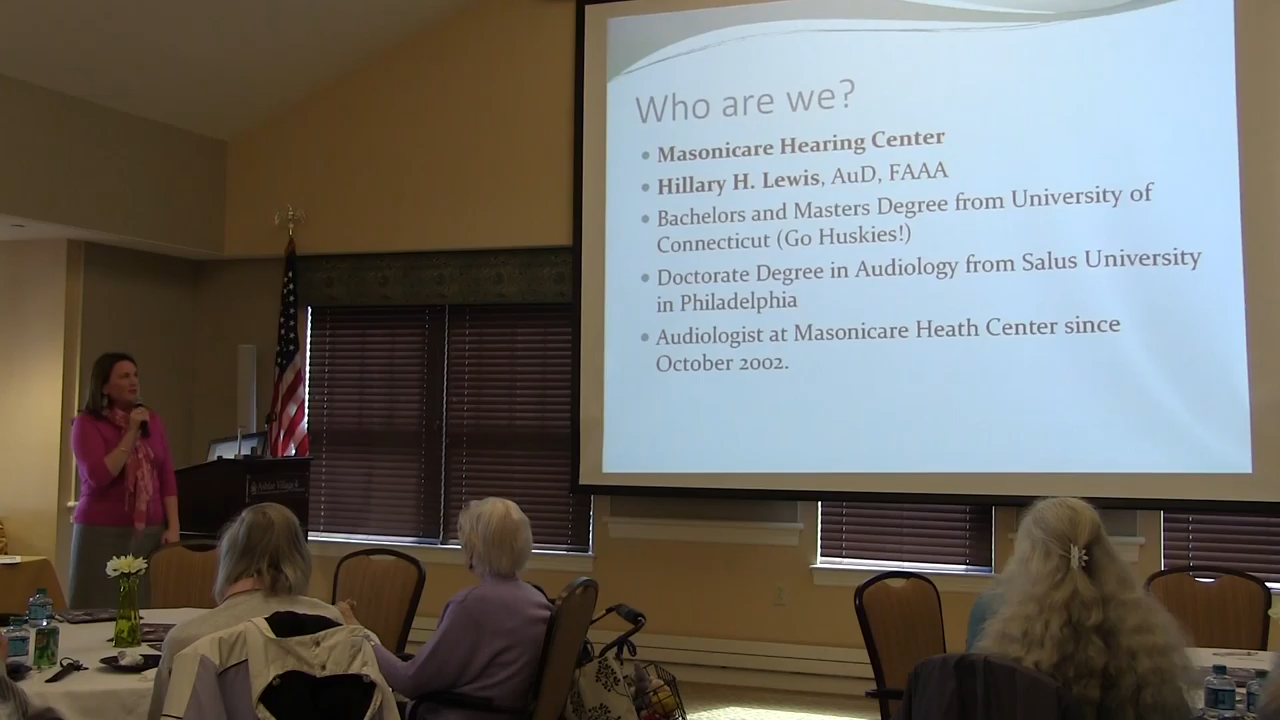 Who are we?
Masonicare Hearing Center
Hillary H. Lewis, AuD, FAAA
Bachelors and Masters Degree from University of
Connecticut (Go Huskies!)
Doctorate Degree in Audiology from Salus University
in Philadelphia
Audiologist at Masonicare Heath Center since
October 2002.